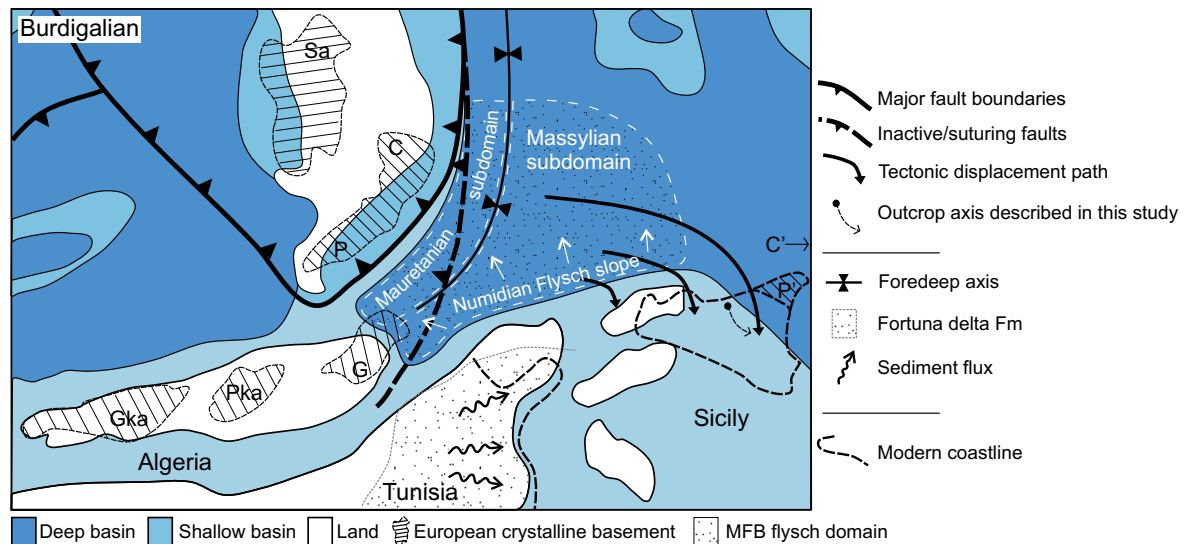 Burdigalian
Sa
C
P
Mauretanian subdomain
Massylian
subdomain
Numidian Flysch slope
C'
P'
G
Pka
Gka
Algeria
Tunisia
Sicily
Major fault boundaries
Inactive/suturing faults
Tectonic displacement path
Outcrop axis described in this study
Foredeep axis
Fortuna delta Fm
Sediment flux
Modern coastline
Deep basin
Shallow basin
Land
European crystalline basement
MFB flysch domain